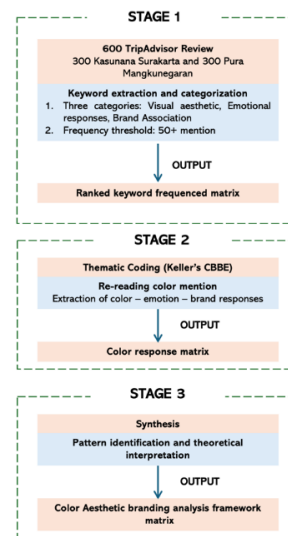 STAGE 1
600 TripAdvisor Review
300 Kasunana Surakarta and 300 Pura
Mangkunegaran
Keyword extraction and categorization
1. Three categories: Visual aesthetic, Emotional
responses, Brand Association
2. Frequency threshold: 50+ mention
OUTPUT
Ranked keyword frequenced matrix
STAGE 2
Thematic Coding (Keller's CBBE)
Re-reading color mention
Extraction of color – emotion – brand responses
OUTPUT
Color response matrix
STAGE 3
Synthesis
Pattern identification and theoretical
interpretation
OUTPUT
Color Aesthetic branding analysis framework
matrix